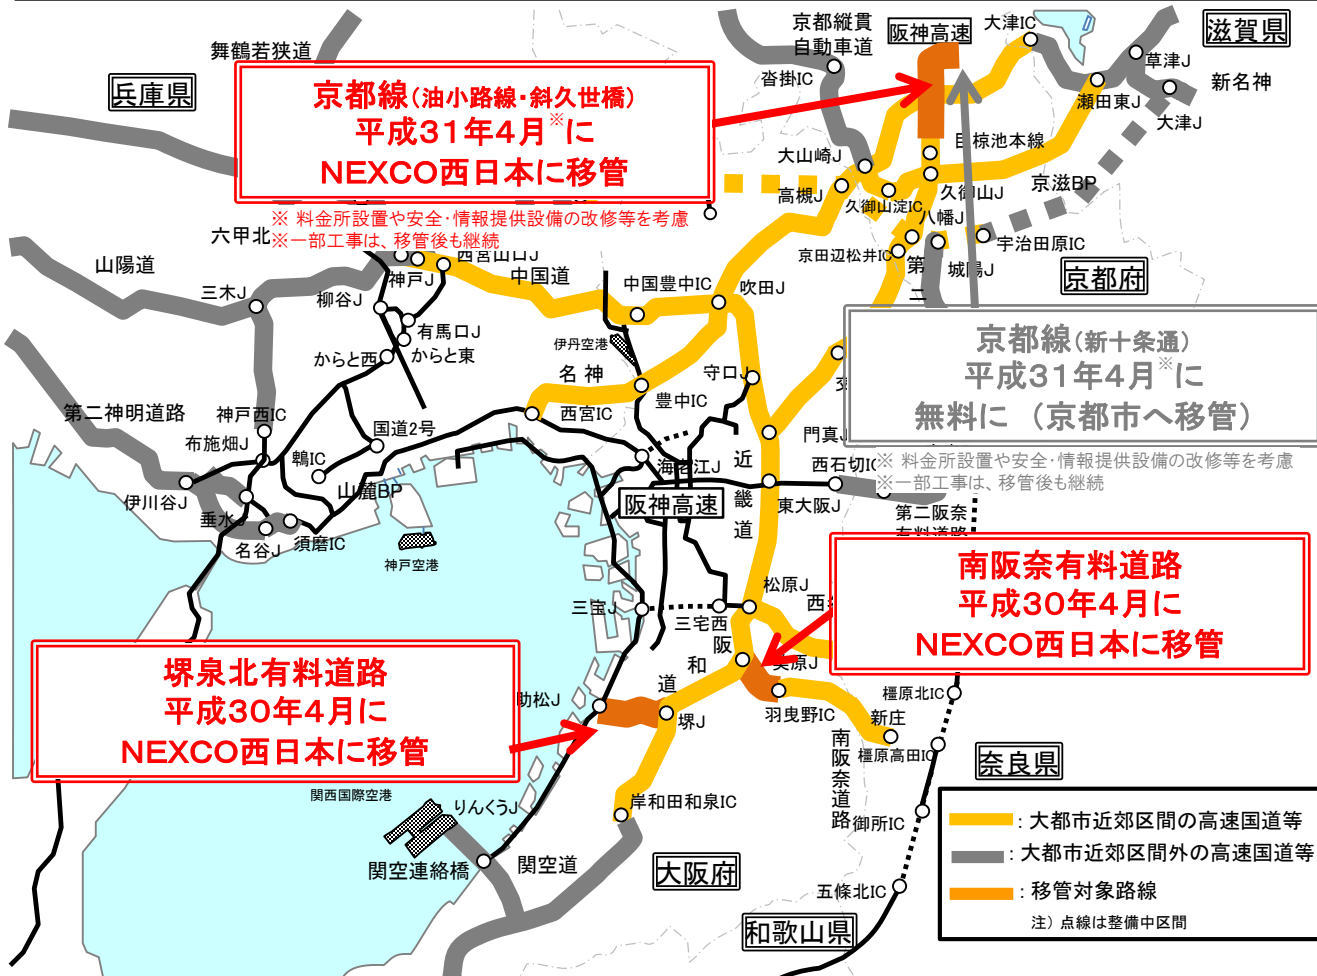 京都縦貫
自動車道
阪神高速
大津IC
滋賀県
舞鶴若狭道
兵庫県
沓掛IC
草津J
新名神
瀬田東J
大津J
京都線(油小路線・斜久世橋)
平成31年4月※に
NEXCO西日本に移管
※ 料金所設置や安全・情報提供設備の改修等を考慮
※一部工事は、移管後も継続
大山崎J
巨椋池本線
高槻J
久御山淀IC
久御山J
京滋BP
八幡J
宇治田原IC
京田辺松井IC
城陽J
第二
京都府
六甲北
山陽道
三木J
西宮山口J
神戸J
中国道
柳谷J
有馬口J
からと西
からと東
中国豊中IC
吹田J
伊丹空港
名神
守口J
豊中IC
西宮IC
京都線(新十条通)
平成31年4月※に
無料に (京都市へ移管)
※ 料金所設置や安全・情報提供設備の改修等を考慮
※一部工事は、移管後も継続
第二神明道路
神戸西IC
布施畑J
国道2号
鵯IC
山麓BP
伊川谷J
垂水J
名谷J
須磨IC
神戸空港
海老江J
阪神高速
近畿道
門真J
西石切IC
東大阪J
第二阪奈
有料道路
三宝J
三宅西
松原J
阪和道
美原J
羽曳野IC
南阪奈有料道路
平成30年4月に
NEXCO西日本に移管
堺泉北有料道路
平成30年4月に
NEXCO西日本に移管
助松J
堺J
新庄
橿原北IC
橿原高田IC
南阪奈道路
奈良県
関西国際空港
りんくうJ
岸和田和泉IC
御所IC
関空連絡橋
関空道
大阪府
五條北IC
和歌山県
:大都市近郊区間の高速国道等
:大都市近郊区間外の高速国道等
:移管対象路線
注) 点線は整備中区間